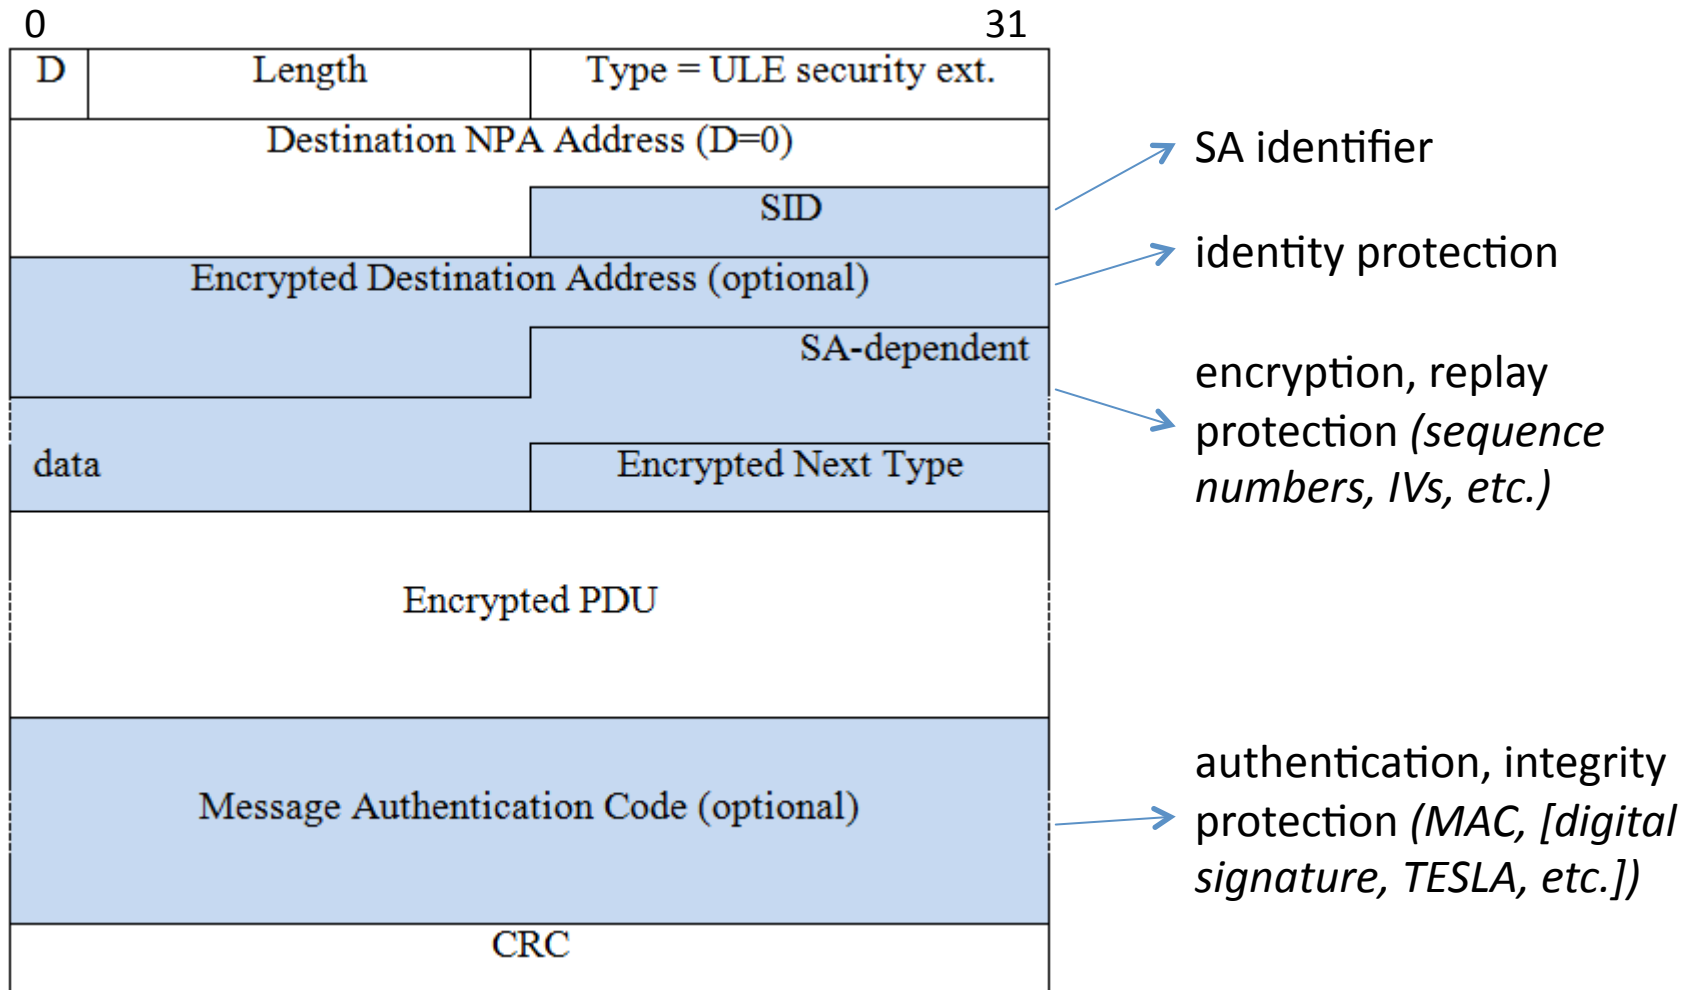 0 31
D Length Type = ULE security ext.
Destination NPA Address (D=0)
SA identifier
SID
identity protection
Encrypted Destination Address (optional)
SA-dependent
encryption, replay
protection (sequence
data Encrypted Next Type
numbers, IVs, etc.)
Encrypted PDU
authentication, integrity
Message Authentication Code (optional)
protection (MAC, [digital
signature, TESLA, etc.])
CRC